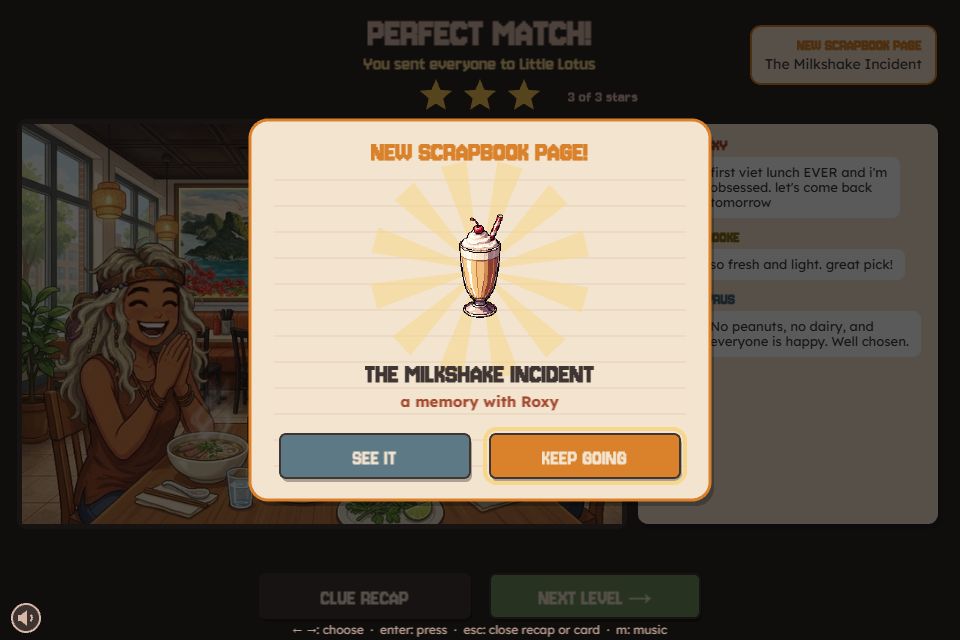 PERFECT MATCH!
You sent everyone to Little Lotus
3 of 3 stars
NEW SCRAPBOOK PAGE
The Milkshake Incident
NEW SCRAPBOOK PAGE!
THE MILKSHAKE INCIDENT
a memory with Roxy
SEE IT
KEEP GOING
first viet lunch EVER and i'm
obsessed. let's come back
tomorrow
so fresh and light. great pick!
No peanuts, no dairy, and
everyone is happy. Well chosen.
CLUE RECAP
NEXT LEVEL →
← →: choose · enter: press · esc: close recap or card · m: music